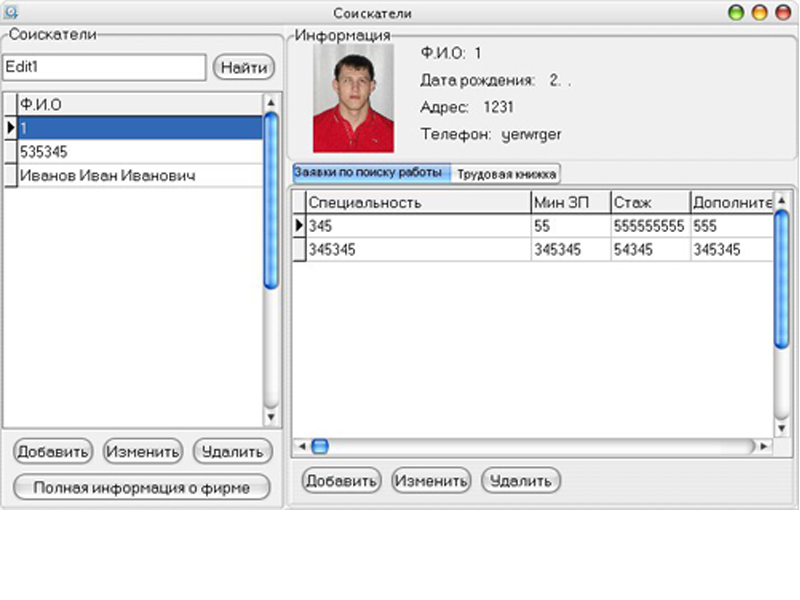 Соискатели
Соискатели
Edit1
Найти
Ф.И.О
1
535345
Иванов Иван Иванович
Добавить Изменить Удалить
Полная информация о фирме
Информация
Ф.И.О: 1
Дата рождения: 2. .
Адрес: 1231
Телефон: yerwrger
Заявки по поиску работы Трудовая книжка
Специальность Мин ЗП Стаж Дополните
345 55 555555555 555
345345 345345 54345 345345
Добавить Изменить Удалить